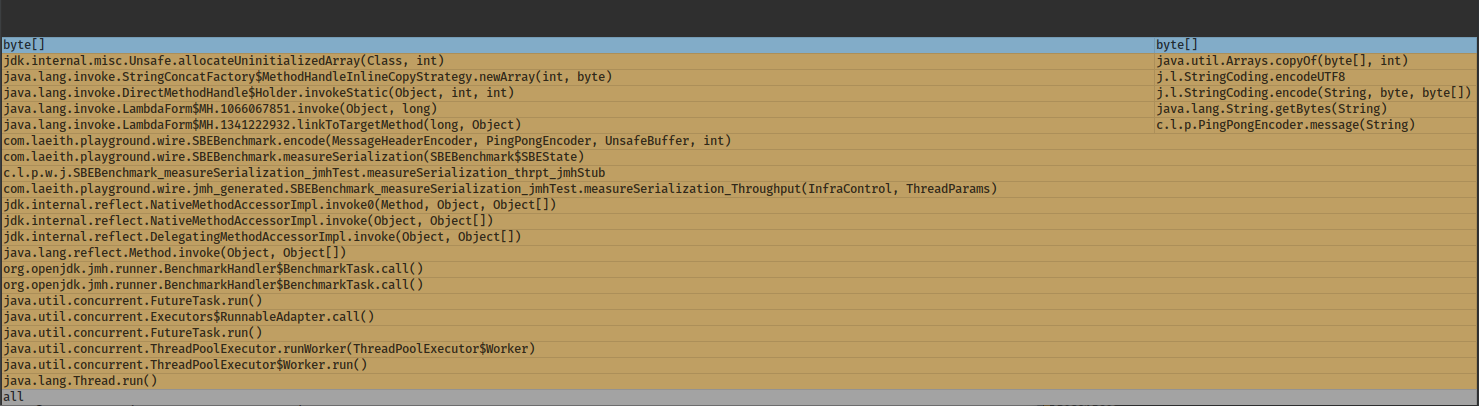 byte[] byte[]
jdk.internal.misc.Unsafe.allocateUninitializedArray(Class, int) java.util.Arrays.copyOf(byte[], int)
java.lang.invoke.StringConcatFactory$MethodHandleInlineCopyStrategy.newArray(int, byte) j.l.StringCoding.encodeUTF8
java.lang.invoke.DirectMethodHandle$Holder.invokeStatic(Object, int, int) j.l.StringCoding.encode(String, byte, byte[])
java.lang.invoke.LambdaForm$MH.1066067851.invoke(Object, long) java.lang.String.getBytes(String)
java.lang.invoke.LambdaForm$MH.1341222932.linkToTargetMethod(long, Object) c.l.p.PingPongEncoder.message(String)
com.laeith.playground.wire.SBEBenchmark.encode(MessageHeaderEncoder, PingPongEncoder, UnsafeBuffer, int)
com.laeith.playground.wire.SBEBenchmark.measureSerialization(SBEBenchmark$SBEState)
c.l.p.w.j.SBEBenchmark_measureSerialization_jmhTest.measureSerialization_thrpt_jmhStub
com.laeith.playground.wire.jmh_generated.SBEBenchmark_measureSerialization_jmhTest.measureSerialization_Throughput(InfraControl, ThreadParams)
jdk.internal.reflect.NativeMethodAccessorImpl.invoke0(Method, Object, Object[])
jdk.internal.reflect.NativeMethodAccessorImpl.invoke(Object, Object[])
jdk.internal.reflect.DelegatingMethodAccessorImpl.invoke(Object, Object[])
java.lang.reflect.Method.invoke(Object, Object[])
org.openjdk.jmh.runner.BenchmarkHandler$BenchmarkTask.call()
org.openjdk.jmh.runner.BenchmarkHandler$BenchmarkTask.call()
java.util.concurrent.FutureTask.run()
java.util.concurrent.Executors$RunnableAdapter.call()
java.util.concurrent.FutureTask.run()
java.util.concurrent.ThreadPoolExecutor.runWorker(ThreadPoolExecutor$Worker)
java.util.concurrent.ThreadPoolExecutor$Worker.run()
java.lang.Thread.run()
all